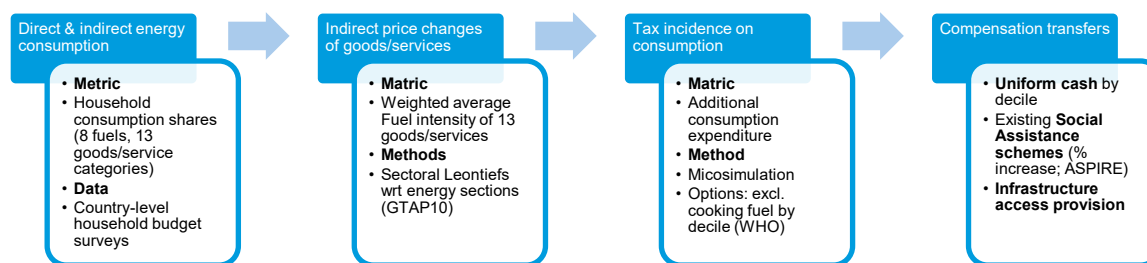 Direct & indirect energy
consumption
• Metric
• Household
consumption shares
(8 fuels, 13
goods/service
categories)
• Data
• Country-level
household budget
surveys
Indirect price changes
of goods/services
• Matric
• Weighted average
Fuel intensity of 13
goods/services
• Methods
• Sectoral Leontiefs
wrt energy sections
(GTAP10)
Tax incidence on
consumption
• Matric
• Additional
consumption
expenditure
• Method
• Micosimulation
• Options: excl.
cooking fuel by
decile (WHO)
Compensation transfers
• Uniform cash by
decile
• Existing Social
Assistance
schemes (%
increase; ASPIRE)
• Infrastructure
access provision